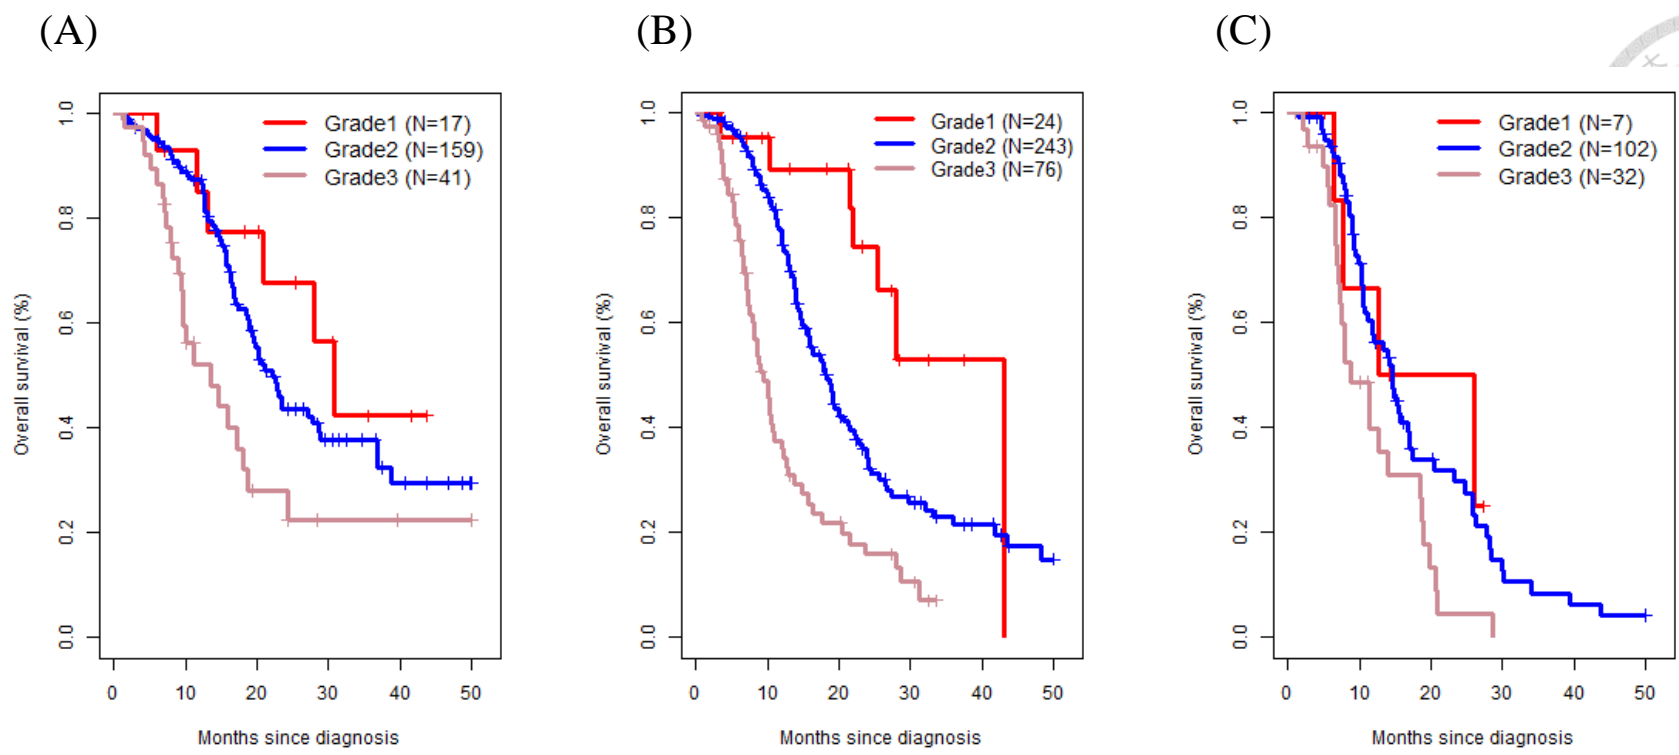 (A)
Overall survival (%)
1.0
0.8
0.6
0.4
0.2
0.0
Grade1 (N=17)
Grade2 (N=159)
Grade3 (N=41)
0 10 20 30 40 50
Months since diagnosis
(B)
Overall survival (%)
1.0
0.8
0.6
0.4
0.2
0.0
Grade1 (N=24)
Grade2 (N=243)
Grade3 (N=76)
0 10 20 30 40 50
Months since diagnosis
(C)
Overall survival (%)
1.0
0.8
0.6
0.4
0.2
0.0
Grade1 (N=7)
Grade2 (N=102)
Grade3 (N=32)
0 10 20 30 40 50
Months since diagnosis